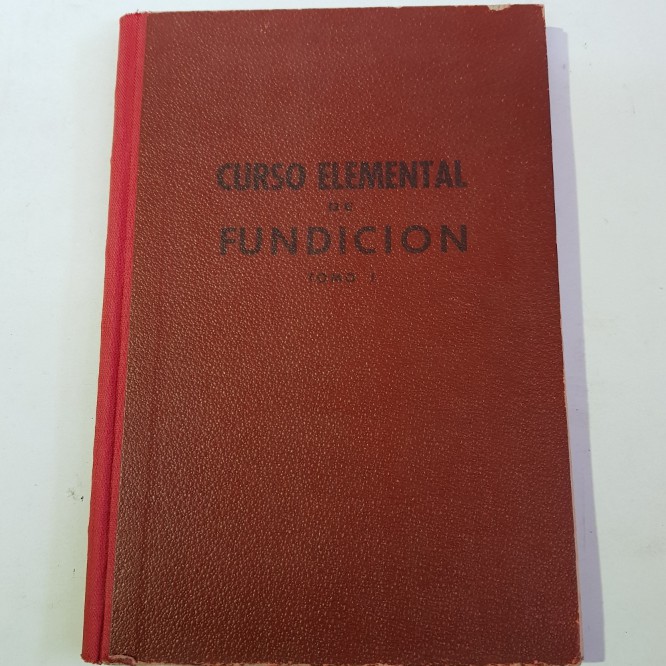 CURSO ELEMENTAL
DE
FUNDICION
TOMO I